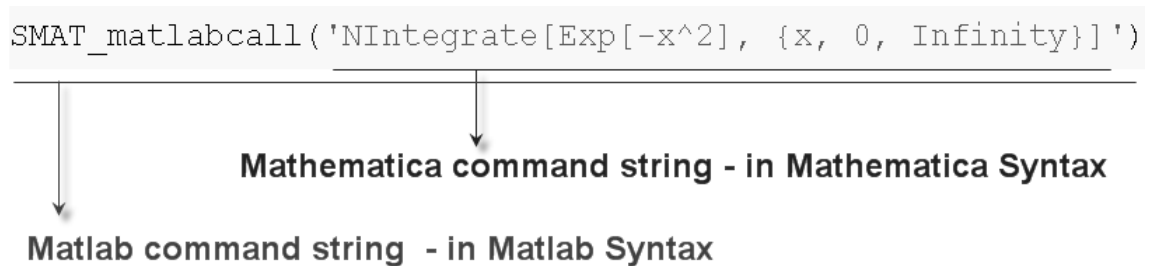 SMAT_matlabcall('NIntegrate[Exp[-x^2], {x, 0, Infinity}]')
Mathematica command string - in Mathematica Syntax
Matlab command string - in Matlab Syntax